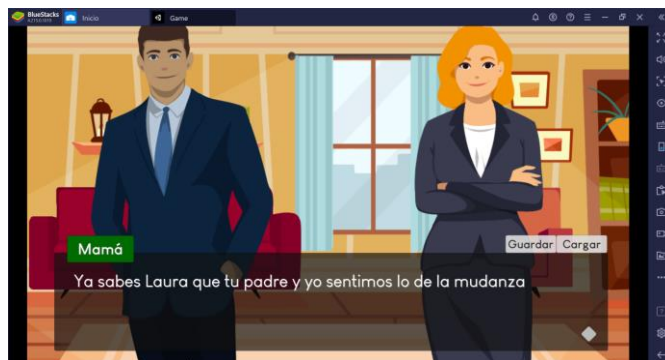 BlueStacks
Inicio
Game
Mamá
Guardar Cargar
Ya sabes Laura que tu padre y yo sentimos lo de la mudanza